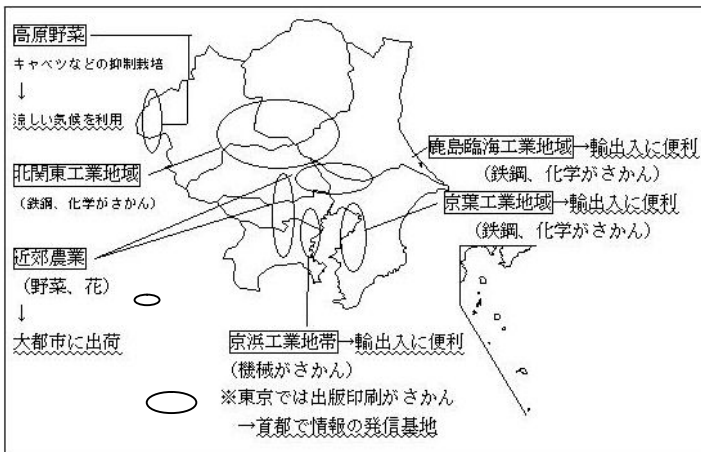 高原野菜
キャベツなどの抑制栽培
↓
涼しい気候を利用
北関東工業地域
(鉄鋼、化学がさかん)
近郊農業
(野菜、花)
↓
大都市に出荷
鹿島臨海工業地域→輸出入に便利
(鉄鋼、化学がさかん)
京葉工業地域→輸出入に便利
(鉄鋼、化学がさかん)
京浜工業地帯→輸出入に便利
(機械がさかん)
※東京では出版印刷がさかん
→首都で情報の発信基地